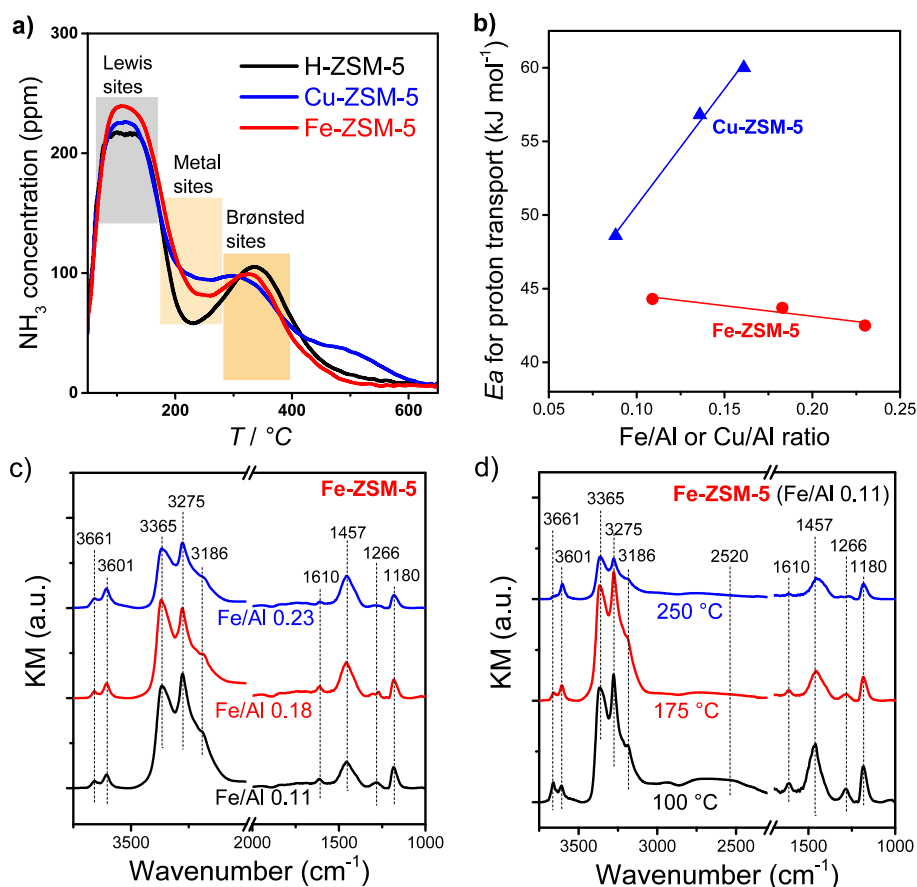 a)
300
200
100
0
NH₃ concentration (ppm)
Lewis
sites
Metal
sites
Brønsted
sites
H-ZSM-5
Cu-ZSM-5
Fe-ZSM-5
200
400
600
T / °C
b)
60
55
50
45
40
Ea for proton transport (kJ mol⁻¹)
Cu-ZSM-5
Fe-ZSM-5
0.05
0.10
0.15
0.20
0.25
Fe/Al or Cu/Al ratio
c)
Fe-ZSM-5
KM (a.u.)
3661
3601
3365
3275
3186
1610
1457
1266
1180
Fe/Al 0.23
Fe/Al 0.18
Fe/Al 0.11
3500
2000
1500
1000
Wavenumber (cm⁻¹)
d)
Fe-ZSM-5 (Fe/Al 0.11)
KM (a.u.)
3661
3601
3365
3275
3186
2520
1610
1457
1266
1180
250 °C
175 °C
100 °C
3500
3000
2500
1500
1000
Wavenumber (cm⁻¹)